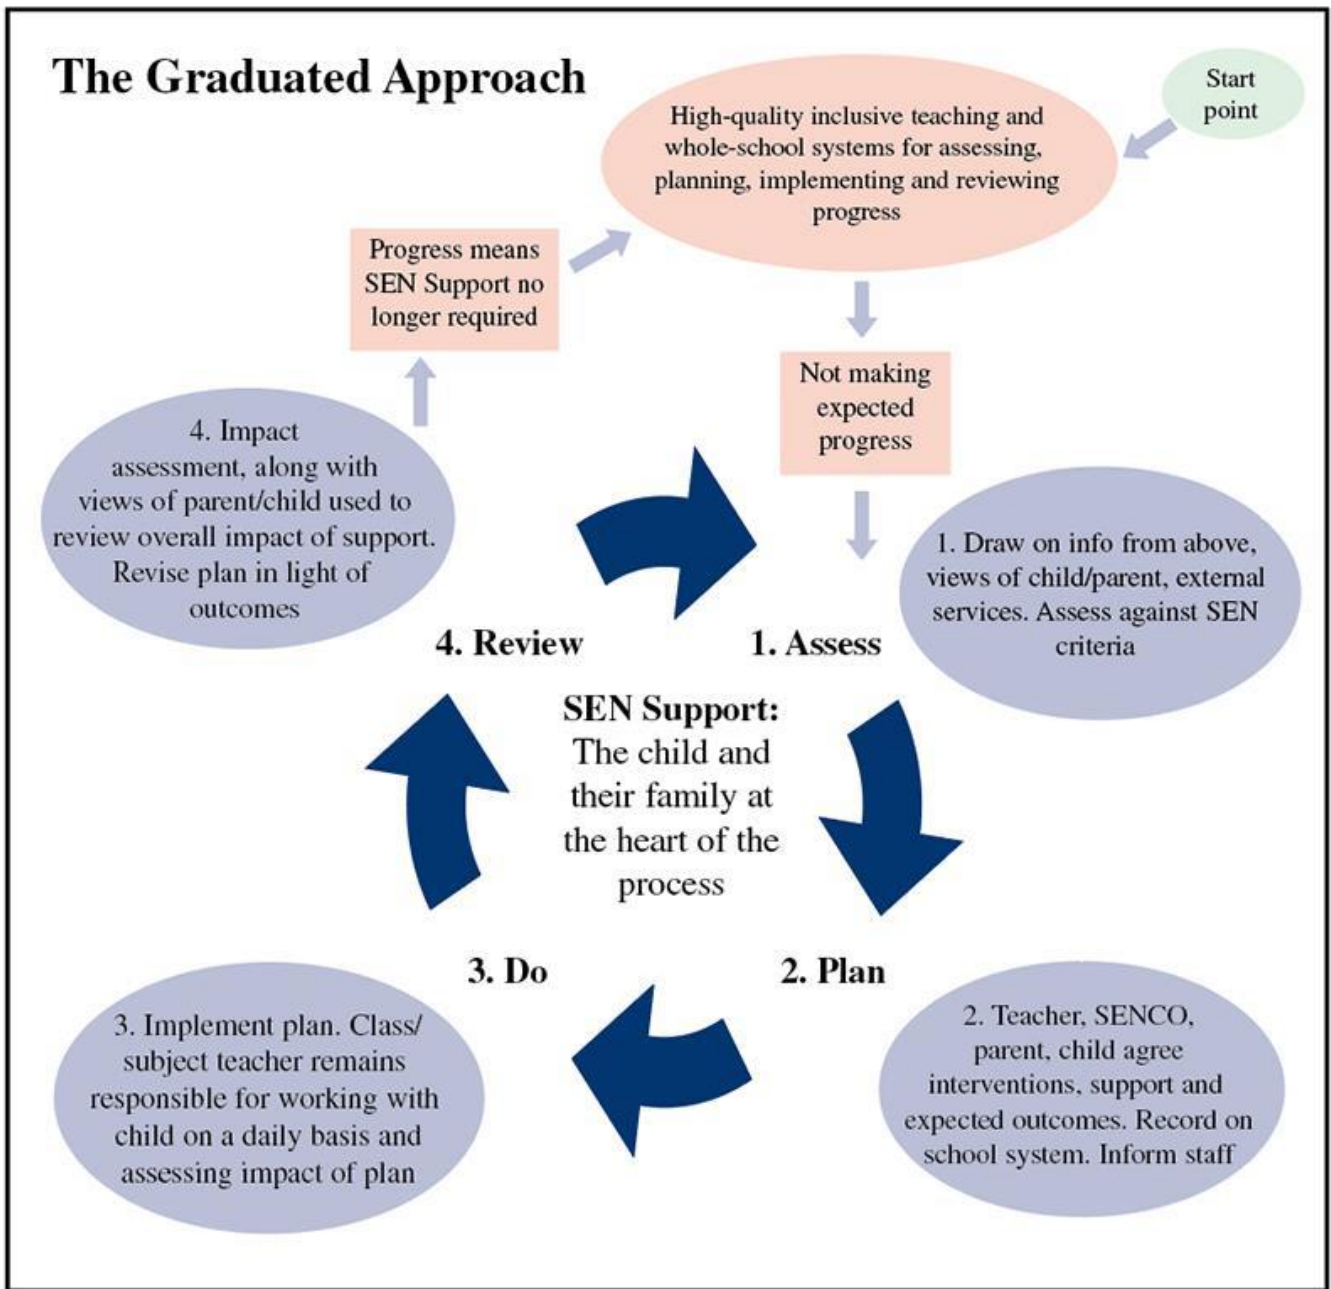 The Graduated Approach
Start
point
High-quality inclusive teaching and
whole-school systems for assessing,
planning, implementing and reviewing
progress
Progress means
SEN Support no
longer required
Not making
expected
progress
4. Impact
assessment, along with
views of parent/child used to
review overall impact of support.
Revise plan in light of
outcomes
1. Draw on info from above,
views of child/parent, external
services. Assess against SEN
criteria
4. Review
1. Assess
SEN Support:
The child and
their family at
the heart of the
process
3. Do
2. Plan
3. Implement plan. Class/
subject teacher remains
responsible for working with
child on a daily basis and
assessing impact of plan
2. Teacher, SENCO,
parent, child agree
interventions, support and
expected outcomes. Record on
school system. Inform staff